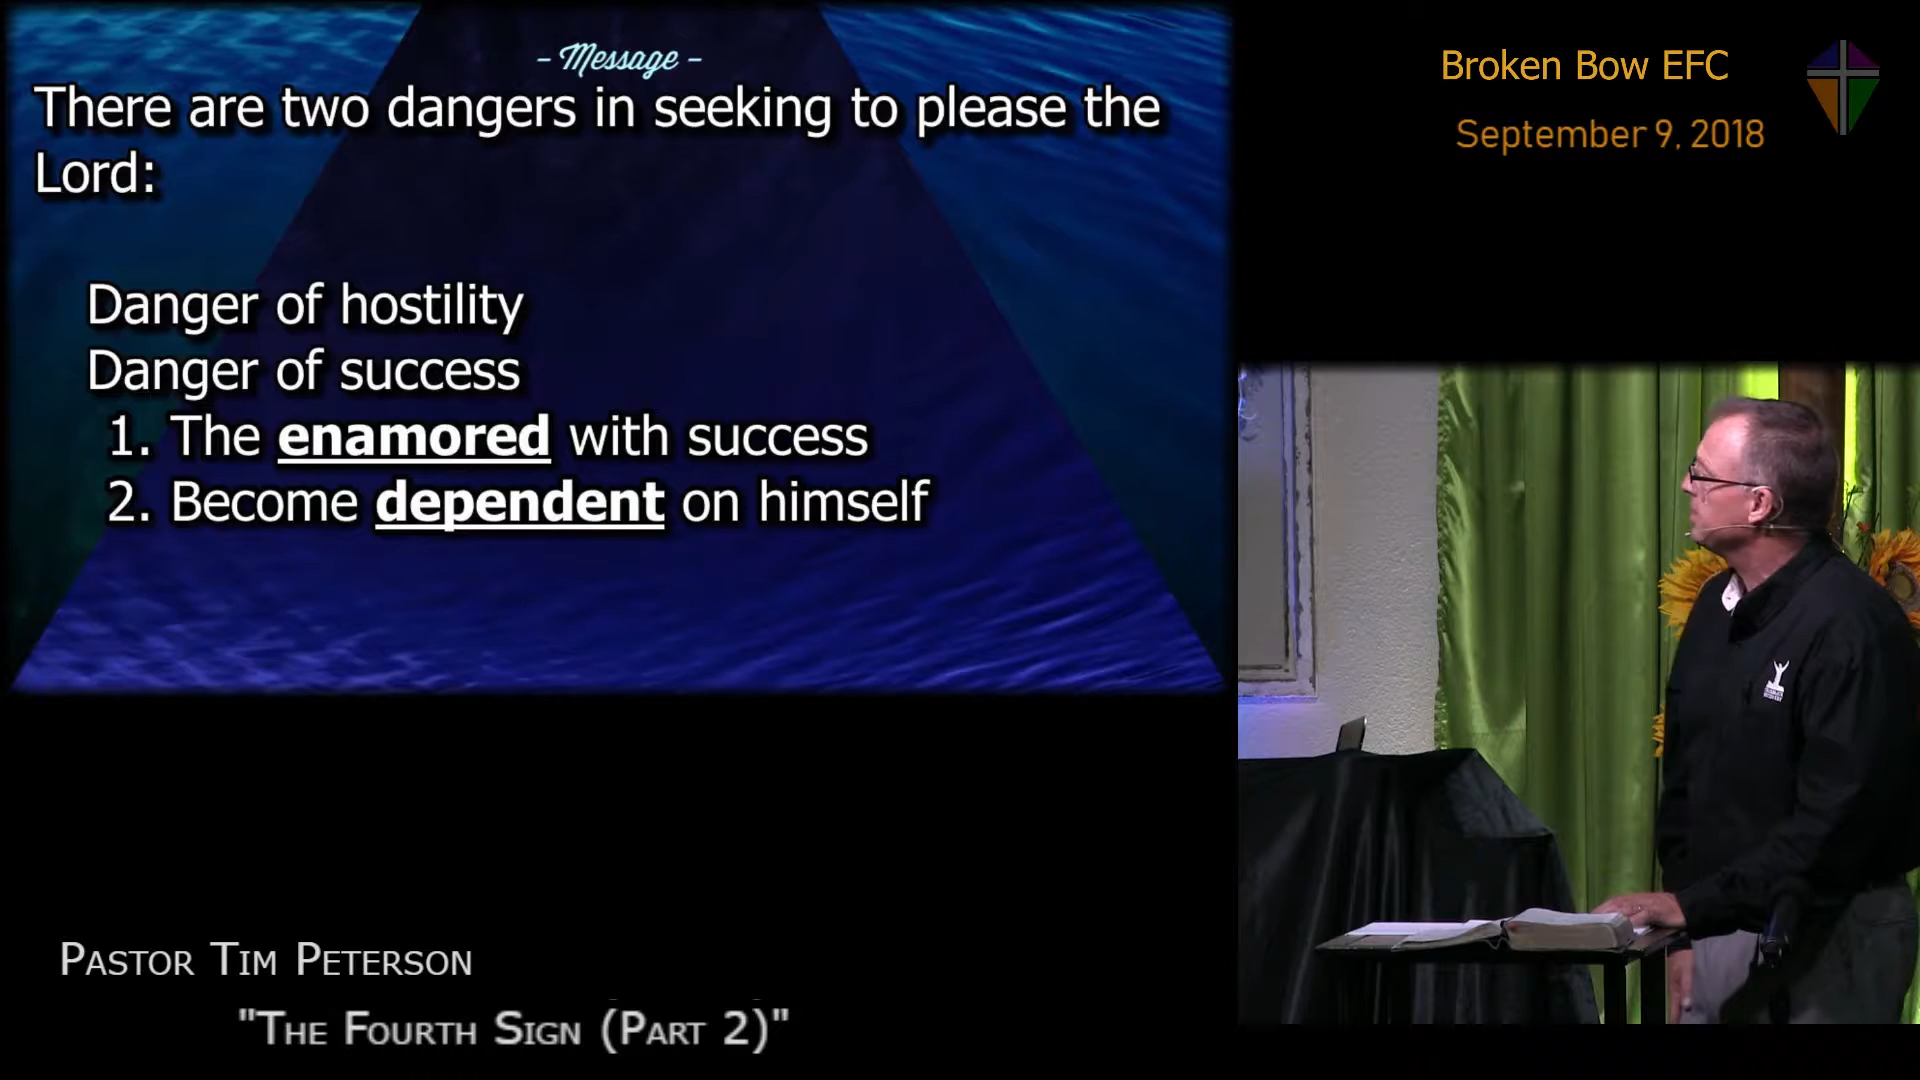 - Message -
There are two dangers in seeking to please the
Lord:
Danger of hostility
Danger of success
1. The enamored with success
2. Become dependent on himself
Broken Bow EFC
September 9, 2018
PASTOR TIM PETERSON
"THE FOURTH SIGN (PART 2)"